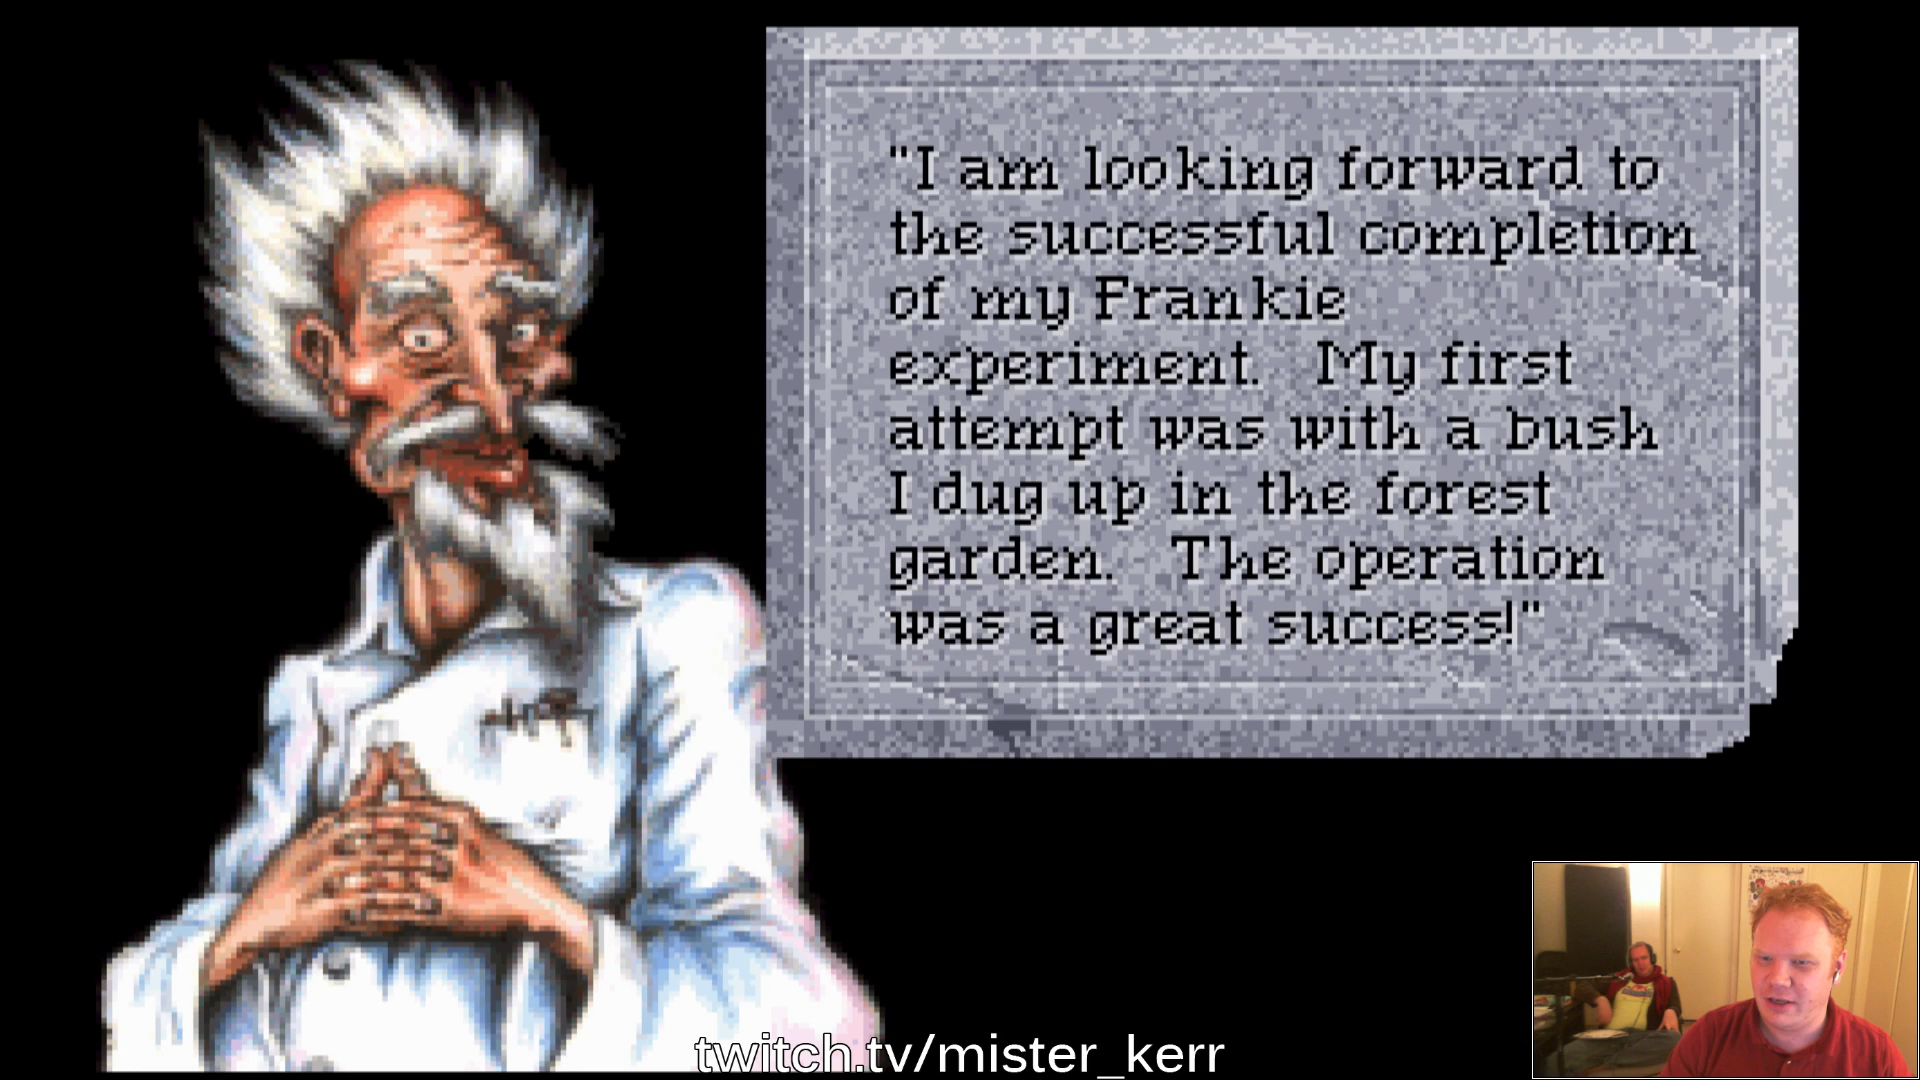 "I am looking forward to
the successful completion
of my Frankie
experiment. My first
attempt was with a bush
I dug up in the forest
garden. The operation
was a great success!"
twitch.tv/mister_kerr